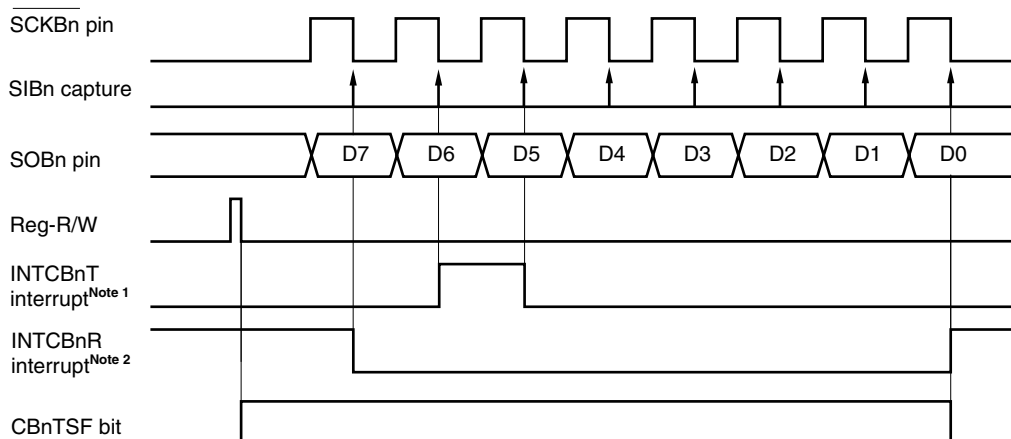 SCKBn pin
SIBn capture
SOBn pin
D7 D6 D5 D4 D3 D2 D1 D0
Reg-R/W
INTCBnT
interruptNote 1
INTCBnR
interruptNote 2
CBnTSF bit